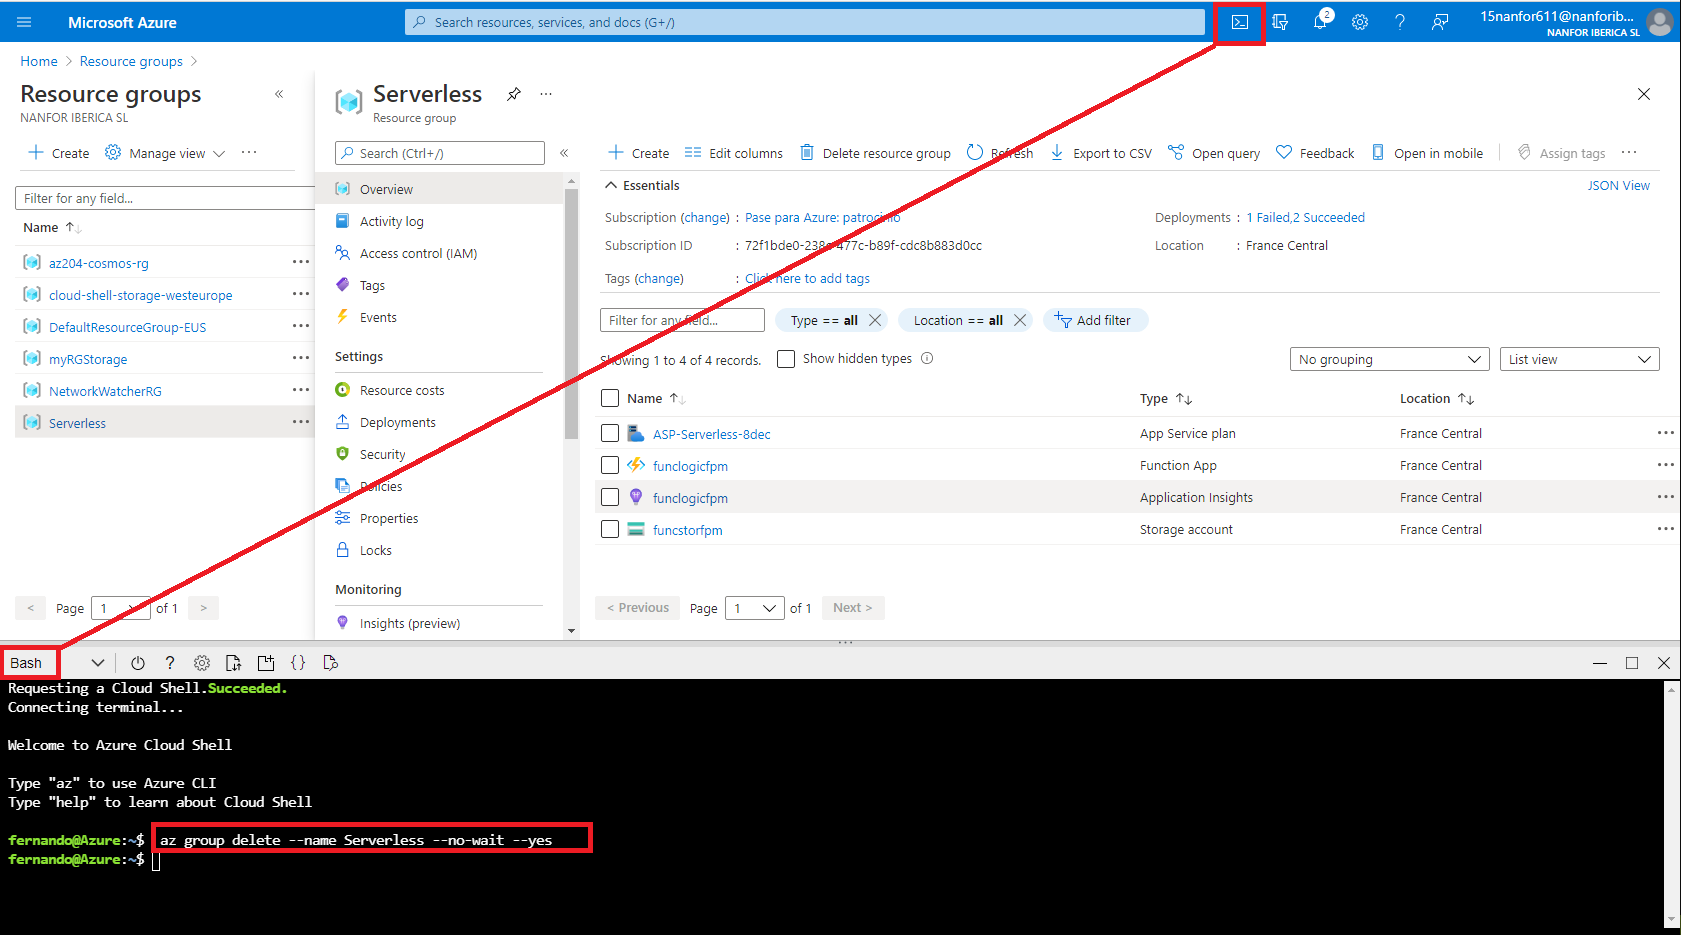 Microsoft Azure
Search resources, services, and docs (G+/)
2
15nanfor611@nanforib...
NANFOR IBERICA SL
Home > Resource groups >
Resource groups
NANFOR IBERICA SL
Create
Manage view
Filter for any field...
Name
az204-cosmos-rg
cloud-shell-storage-westeurope
DefaultResourceGroup-EUS
myRGStorage
NetworkWatcherRG
Serverless
< Page 1 of 1 >
Serverless
Resource group
Search (Ctrl+/)
Overview
Activity log
Access control (IAM)
Tags
Events
Settings
Resource costs
Deployments
Security
Policies
Properties
Locks
Monitoring
Insights (preview)
Create Edit columns Delete resource group Refresh Export to CSV Open query Feedback Open in mobile Assign tags
Essentials
JSON View
Subscription (change) : Pase para Azure: patrocinio
Deployments : 1 Failed,2 Succeeded
Subscription ID : 72f1bde0-238c-477c-b89f-cdc8b883d0cc
Location : France Central
Tags (change) : Click here to add tags
Filter for any field... Type == all Location == all Add filter
Showing 1 to 4 of 4 records. Show hidden types No grouping List view
Name Type Location
ASP-Serverless-8dec App Service plan France Central
funclogicfpm Function App France Central
funclogicfpm Application Insights France Central
funcstorfpm Storage account France Central
< Previous Page 1 of 1 Next >
Bash
Requesting a Cloud Shell.Succeeded.
Connecting terminal...
Welcome to Azure Cloud Shell
Type "az" to use Azure CLI
Type "help" to learn about Cloud Shell
fernando@Azure:~$ az group delete --name Serverless --no-wait --yes
fernando@Azure:~$